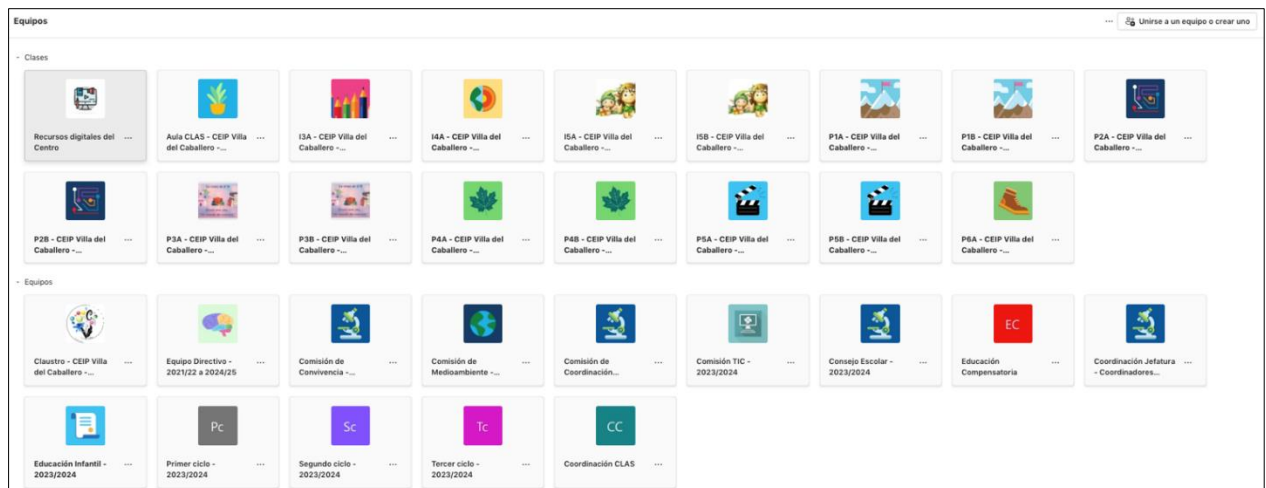 Equipos
Unirse a un equipo o crear uno
Clases
Recursos digitales del
Centro
Aula CLAS - CEIP Villa
del Caballero -...
I3A - CEIP Villa del
Caballero -...
I4A - CEIP Villa del
Caballero -...
I5A - CEIP Villa del
Caballero -...
I5B - CEIP Villa del
Caballero -...
P1A - CEIP Villa del
Caballero -...
P1B - CEIP Villa del
Caballero -...
P2A - CEIP Villa del
Caballero -...
P2B - CEIP Villa del
Caballero -...
P3A - CEIP Villa del
Caballero -...
P3B - CEIP Villa del
Caballero -...
P4A - CEIP Villa del
Caballero -...
P4B - CEIP Villa del
Caballero -...
P5A - CEIP Villa del
Caballero -...
P5B - CEIP Villa del
Caballero -...
P6A - CEIP Villa del
Caballero -...
Equipos
Claustro - CEIP Villa
del Caballero -...
Equipo Directivo -
2021/22 a 2024/25
Comisión de
Convivencia -...
Comisión de
Medioambiente -...
Comisión de
Coordinación...
Comisión TIC -
2023/2024
Consejo Escolar -
2023/2024
EC
Educación
Compensatoria
Coordinación Jefatura
- Coordinadores...
Educación Infantil -
2023/2024
Pc
Primer ciclo -
2023/2024
Sc
Segundo ciclo -
2023/2024
Tc
Tercer ciclo -
2023/2024
CC
Coordinación CLAS